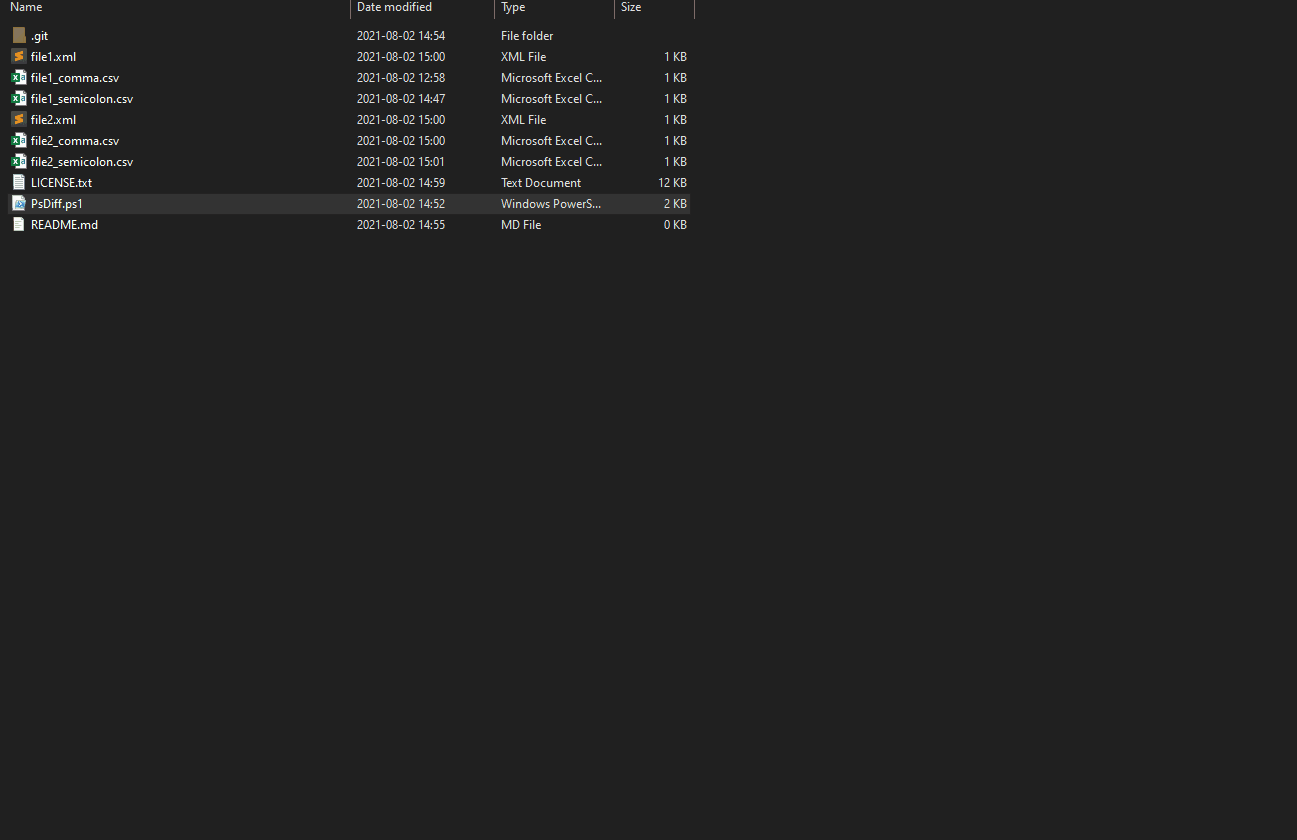 Name Date modified Type Size
.git 2021-08-02 14:54 File folder
file1.xml 2021-08-02 15:00 XML File 1 KB
file1_comma.csv 2021-08-02 12:58 Microsoft Excel C... 1 KB
file1_semicolon.csv 2021-08-02 14:47 Microsoft Excel C... 1 KB
file2.xml 2021-08-02 15:00 XML File 1 KB
file2_comma.csv 2021-08-02 15:00 Microsoft Excel C... 1 KB
file2_semicolon.csv 2021-08-02 15:01 Microsoft Excel C... 1 KB
LICENSE.txt 2021-08-02 14:59 Text Document 12 KB
PsDiff.ps1 2021-08-02 14:52 Windows PowerS... 2 KB
README.md 2021-08-02 14:55 MD File 0 KB